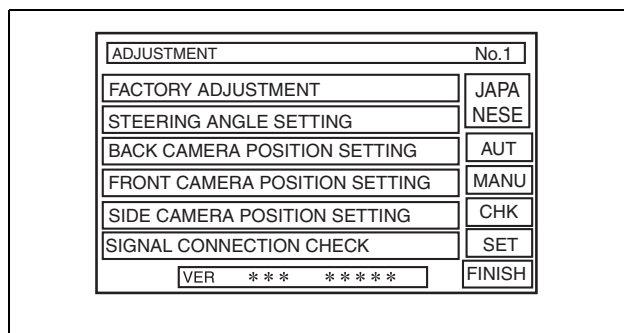 ADJUSTMENT No.1
FACTORY ADJUSTMENT
JAPA
NESE
STEERING ANGLE SETTING
BACK CAMERA POSITION SETTING AUT
FRONT CAMERA POSITION SETTING MANU
SIDE CAMERA POSITION SETTING CHK
SIGNAL CONNECTION CHECK SET
VER *** ***** FINISH